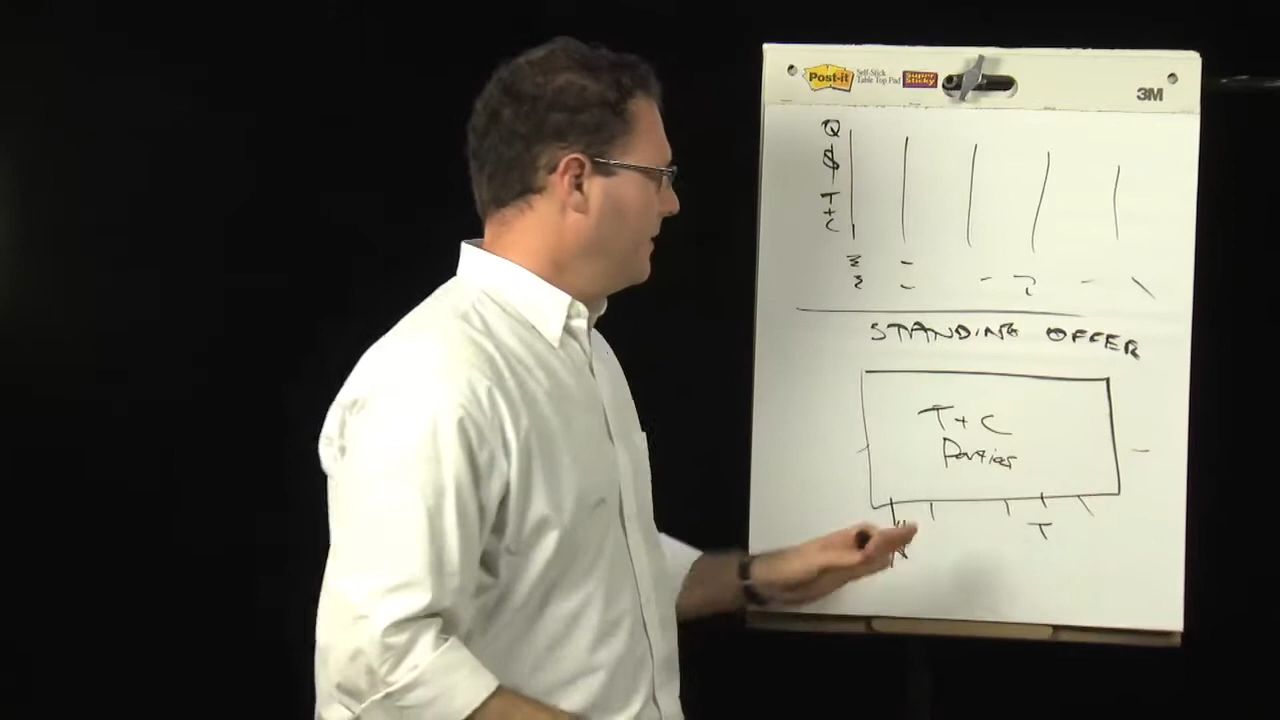 Post-it Self-Stick Super
Table Top Pad Sticky
3M
Q
$
T
+
C
STANDING OFFER
T + C
Parties
T